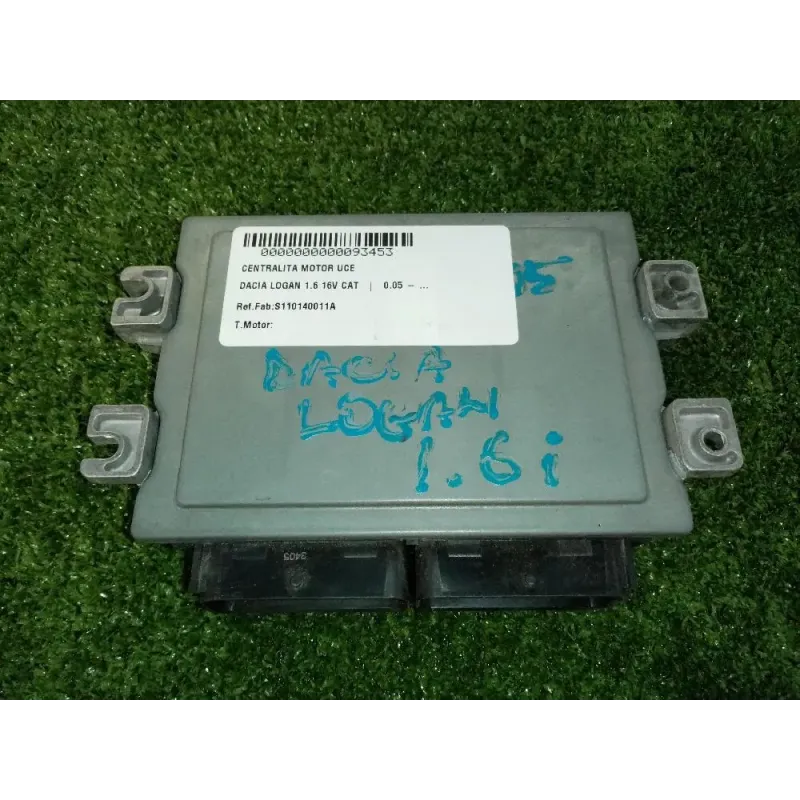 0000000000093453
CENTRALITA MOTOR UCE
DACIA LOGAN 1.6 16V CAT | 0.05 – ...
Ref.Fab:S110140011A
T.Motor:
DACIA
LOGAN
1.6i
3405